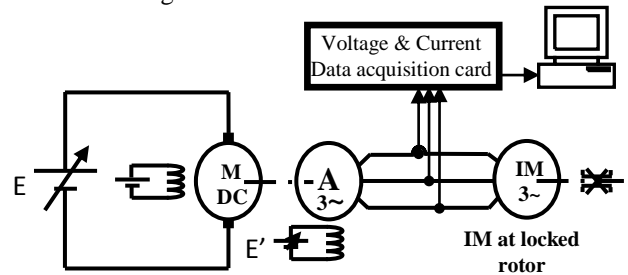 Voltage & Current
Data acquisition card
E
M
DC
A
3~
E'
IM
3~
IM at locked
rotor